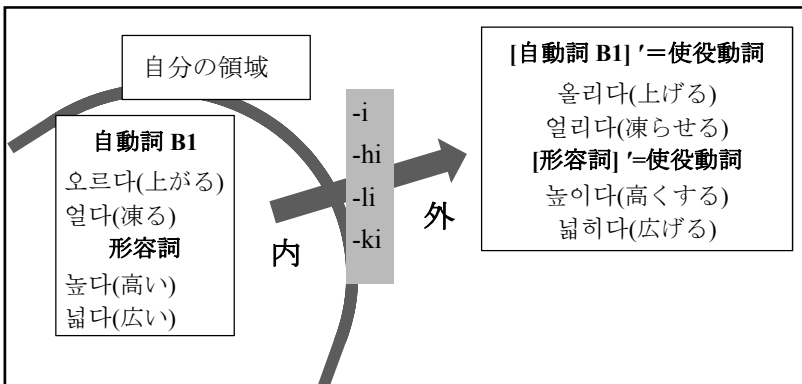 自分の領域
自動詞 B1
오르다(上がる)
얼다(凍る)
形容詞
높다(高い)
넓다(広い)
内
-i
-hi
-li
-ki
外
[自動詞 B1] ′＝使役動詞
올리다(上げる)
얼리다(凍らせる)
[形容詞] ′=使役動詞
높이다(高くする)
넓히다(広げる)